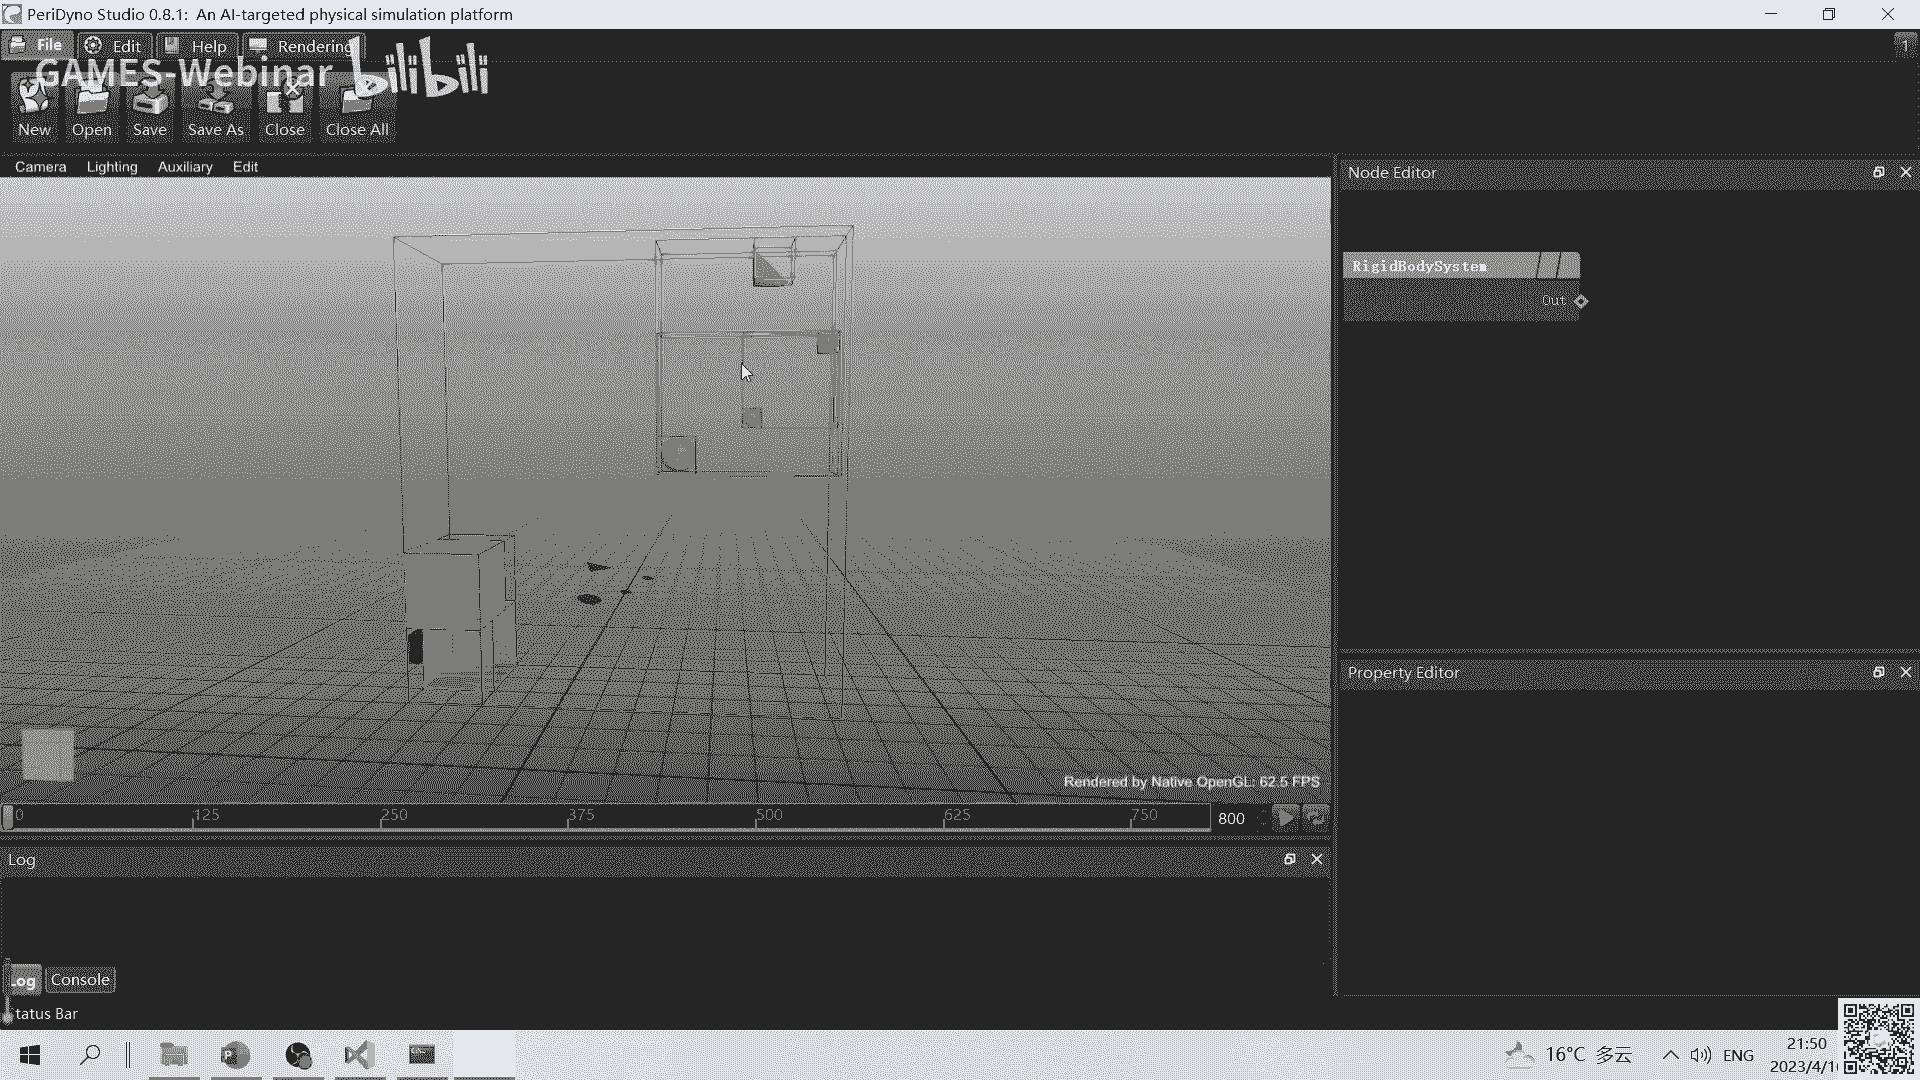 PeriDyno Studio 0.8.1: An AI-targeted physical simulation platform
File Edit Help Rendering 1
GAMES-Webinar bilibili
New Open Save Save As Close Close All
Camera Lighting Auxiliary Edit
Node Editor
RigidBodySystem
Out
Property Editor
Rendered by Native OpenGL: 62.5 FPS
0 125 250 375 500 625 750 800
Log
Log Console
tatus Bar
16°C 多云 ENG
21:50
2023/4/1